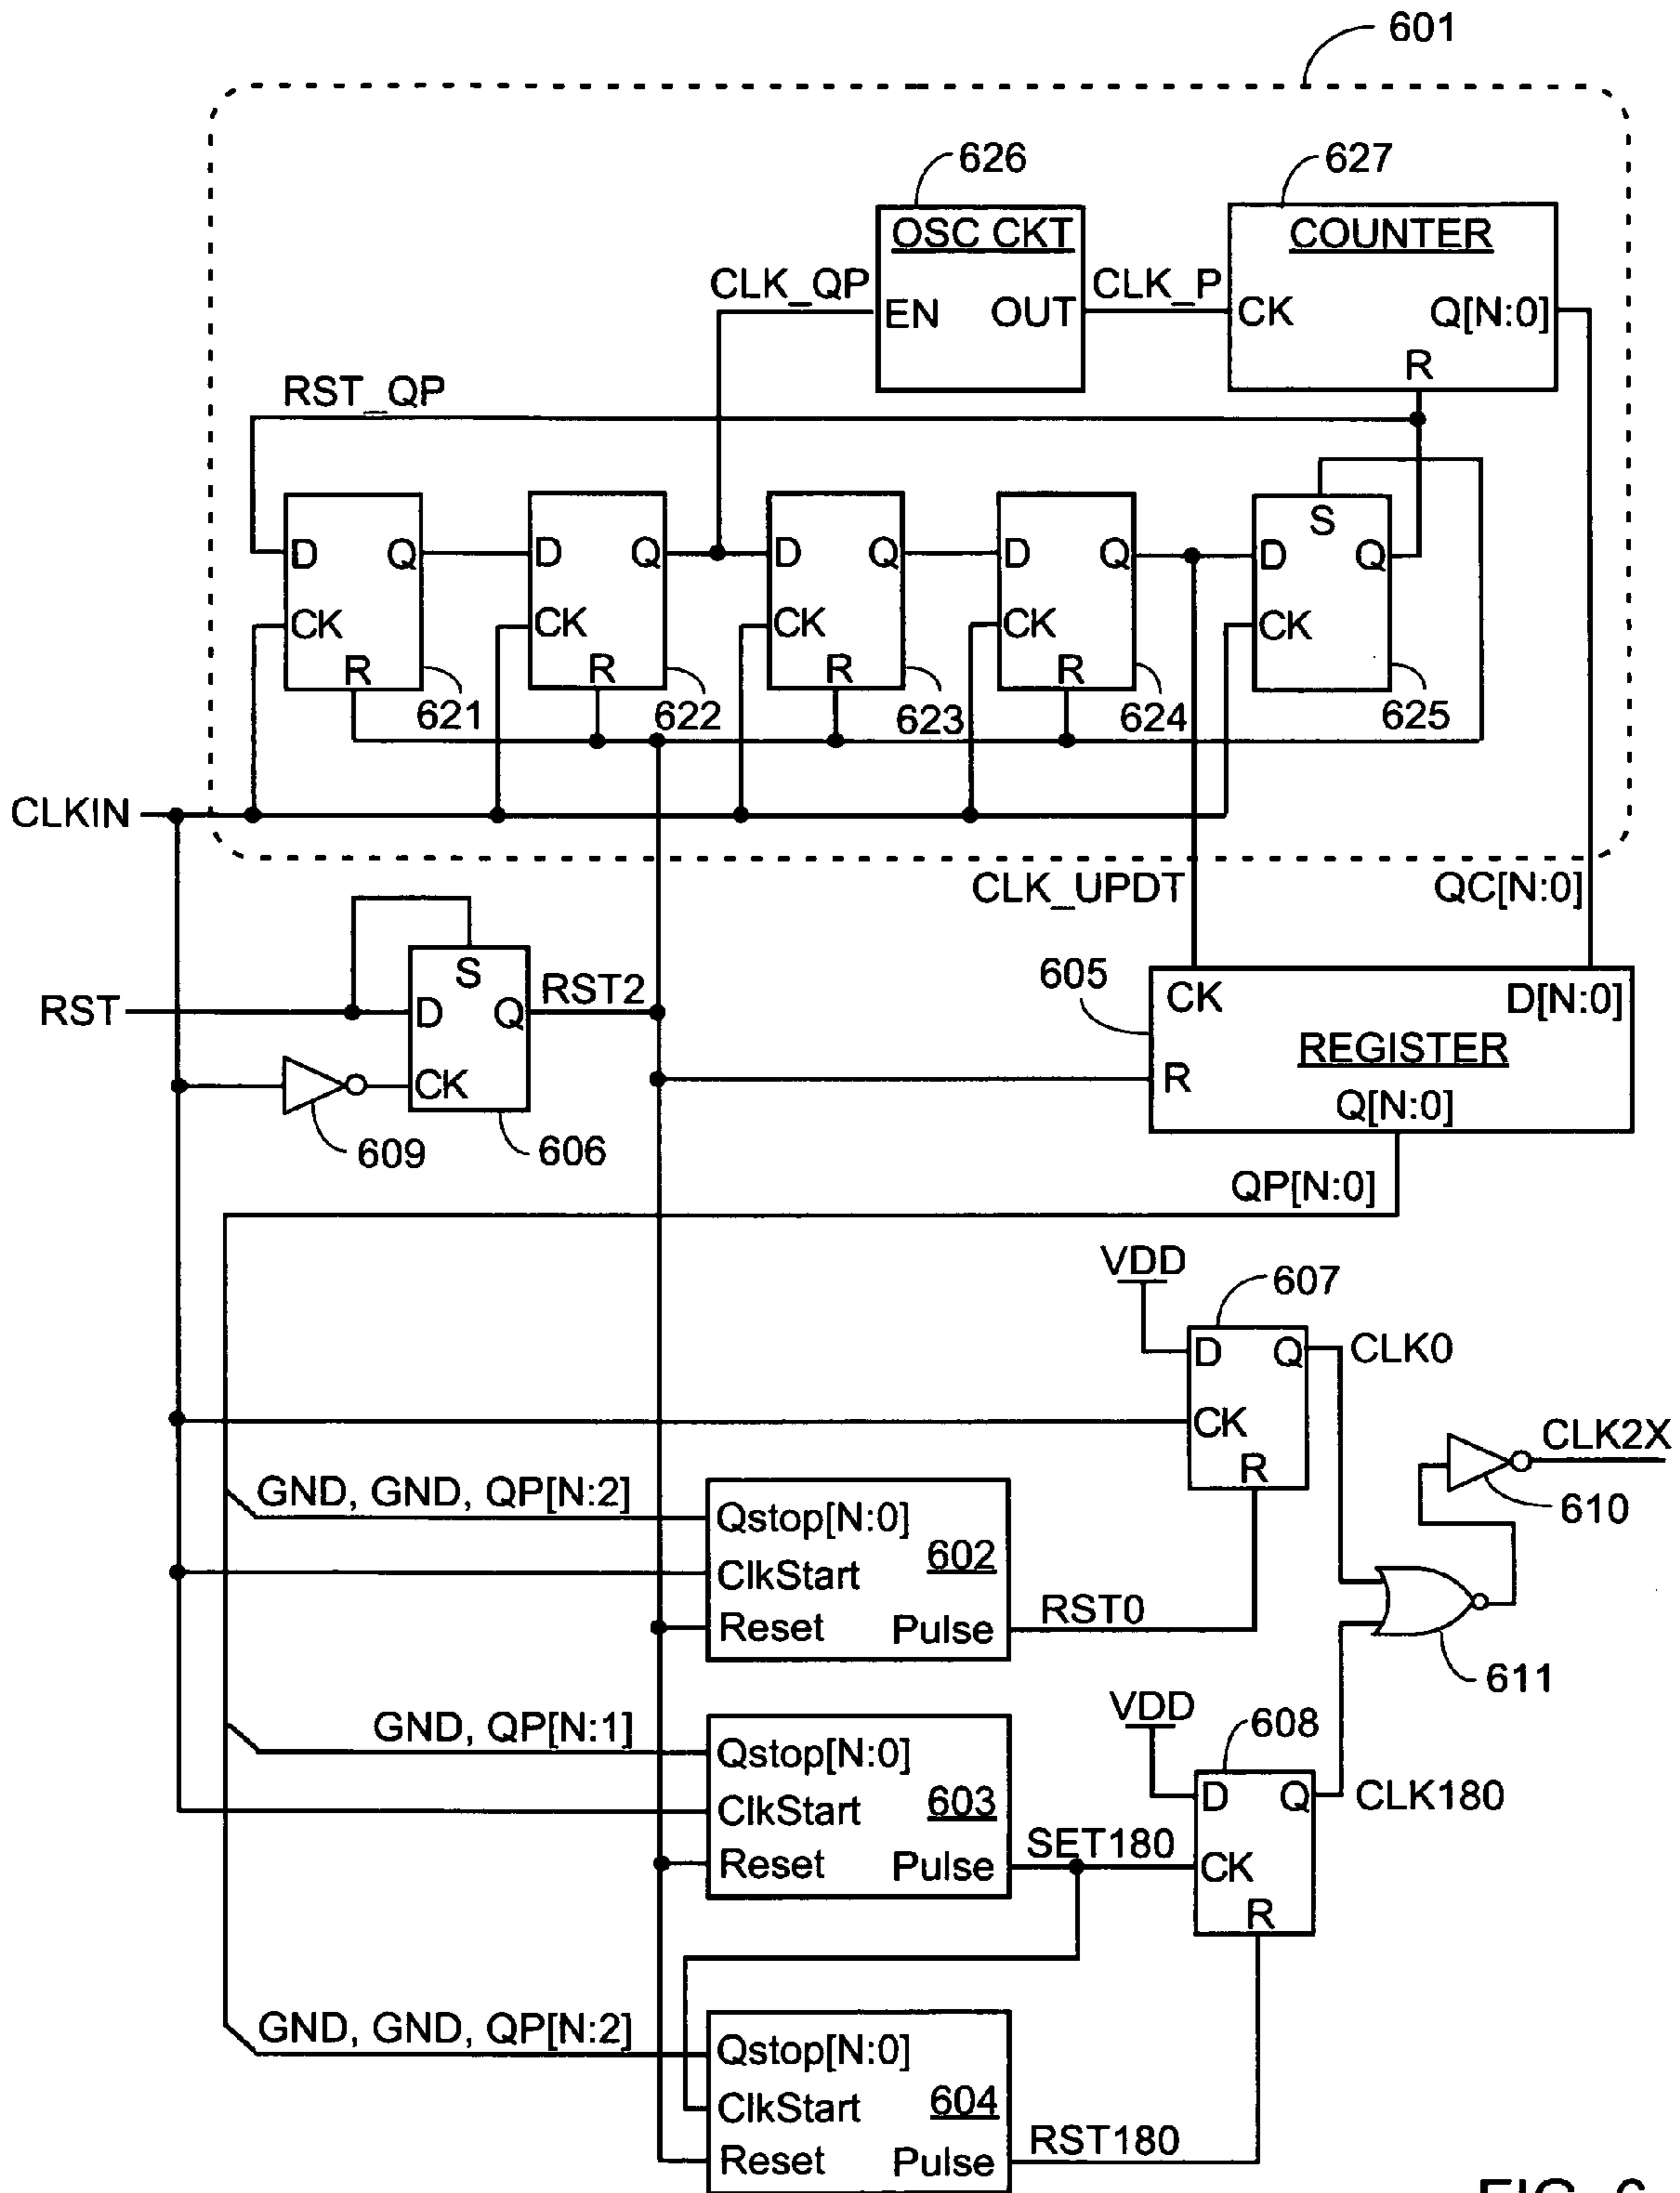 601
626
627
OSC CKT
COUNTER
CLK_QP
EN
OUT
CLK_P
CK
Q[N:0]
R
RST_QP
D
Q
CK
R
621
D
Q
CK
R
622
D
Q
CK
R
623
D
Q
CK
R
624
S
D
Q
CK
625
CLKIN
CLK_UPDT
QC[N:0]
RST
S
D
Q
CK
RST2
609
606
605
CK
D[N:0]
REGISTER
R
Q[N:0]
QP[N:0]
VDD
607
D
Q
CK
R
CLK0
CLK2X
610
611
GND, GND, QP[N:2]
Qstop[N:0]
602
ClkStart
Reset
Pulse
RST0
GND, QP[N:1]
Qstop[N:0]
603
ClkStart
Reset
Pulse
SET180
VDD
608
D
Q
CK
R
CLK180
GND, GND, QP[N:2]
Qstop[N:0]
604
ClkStart
Reset
Pulse
RST180
FIG. 6